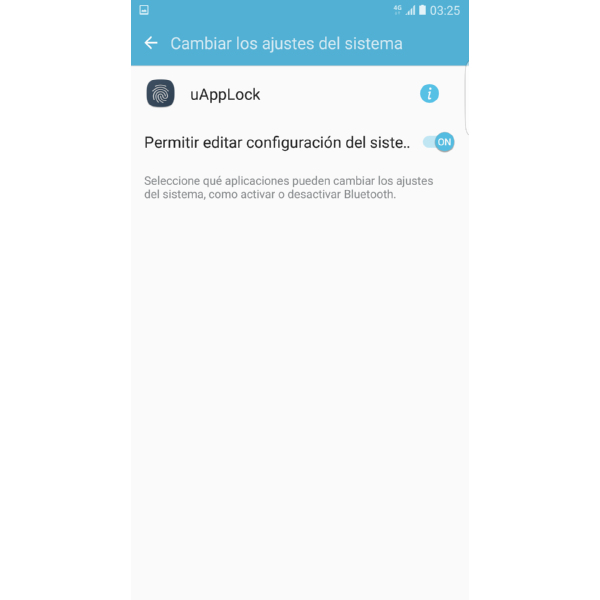 4G 03:25
Cambiar los ajustes del sistema
uAppLock
i
Permitir editar configuración del siste..
ON
Seleccione qué aplicaciones pueden cambiar los ajustes
del sistema, como activar o desactivar Bluetooth.